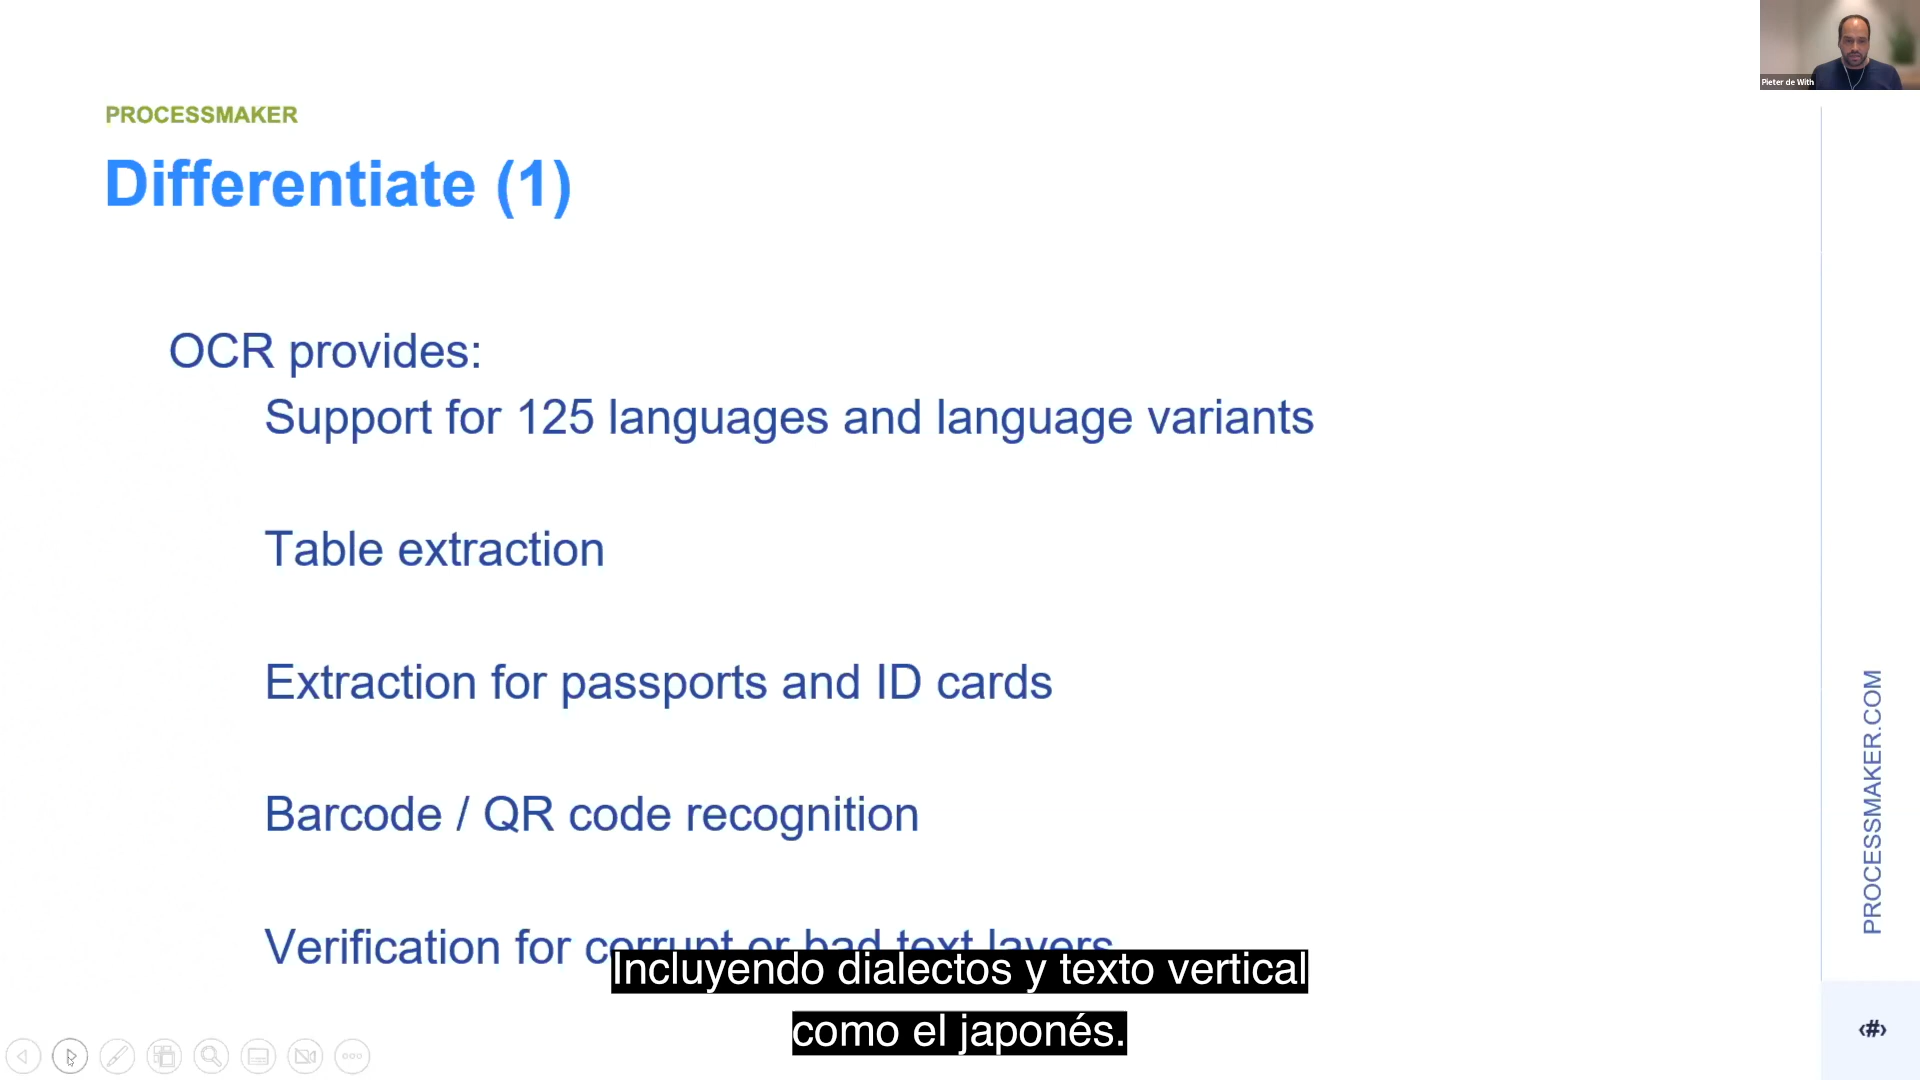 Pieter de With
PROCESSMAKER
Differentiate (1)
OCR provides:
Support for 125 languages and language variants
Table extraction
Extraction for passports and ID cards
Barcode / QR code recognition
Verification for corrupt or bad text layers
Incluyendo dialectos y texto vertical
como el japonés.
PROCESSMAKER.COM
‹#›